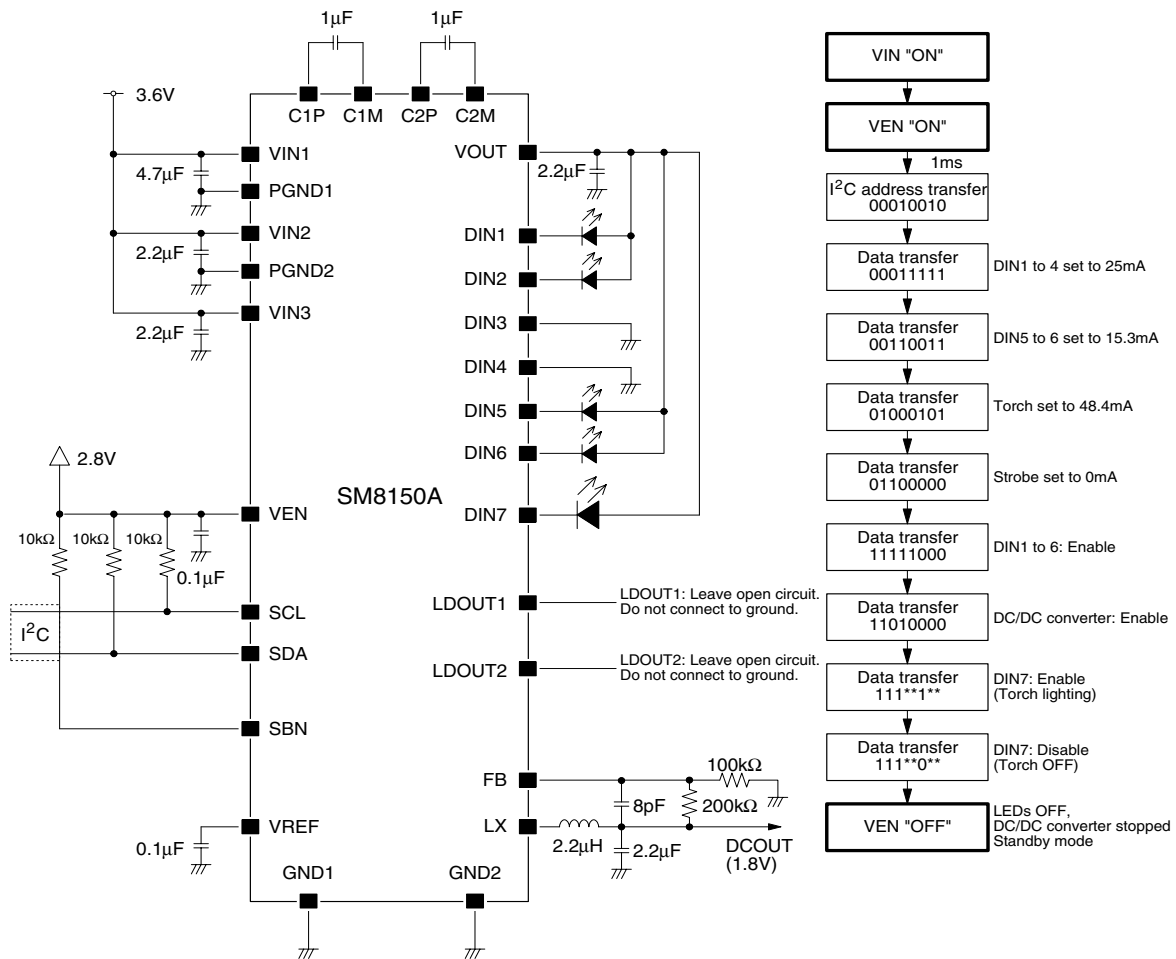 1μF
1μF
3.6V
C1P
C1M
C2P
C2M
VIN1
4.7μF
PGND1
VIN2
2.2μF
PGND2
VIN3
2.2μF
2.8V
VEN
10kΩ
10kΩ
10kΩ
0.1μF
SCL
I²C
SDA
SBN
VREF
0.1μF
GND1
GND2
SM8150A
VOUT
2.2μF
DIN1
DIN2
DIN3
DIN4
DIN5
DIN6
DIN7
LDOUT1
LDOUT1: Leave open circuit.
Do not connect to ground.
LDOUT2
LDOUT2: Leave open circuit.
Do not connect to ground.
FB
100kΩ
8pF
200kΩ
LX
2.2μH
2.2μF
DCOUT
(1.8V)
VIN "ON"
VEN "ON"
1ms
I²C address transfer
00010010
Data transfer
00011111
DIN1 to 4 set to 25mA
Data transfer
00110011
DIN5 to 6 set to 15.3mA
Data transfer
01000101
Torch set to 48.4mA
Data transfer
01100000
Strobe set to 0mA
Data transfer
11111000
DIN1 to 6: Enable
Data transfer
11010000
DC/DC converter: Enable
Data transfer
111**1**
DIN7: Enable
(Torch lighting)
Data transfer
111**0**
DIN7: Disable
(Torch OFF)
VEN "OFF"
LEDs OFF,
DC/DC converter stopped
Standby mode